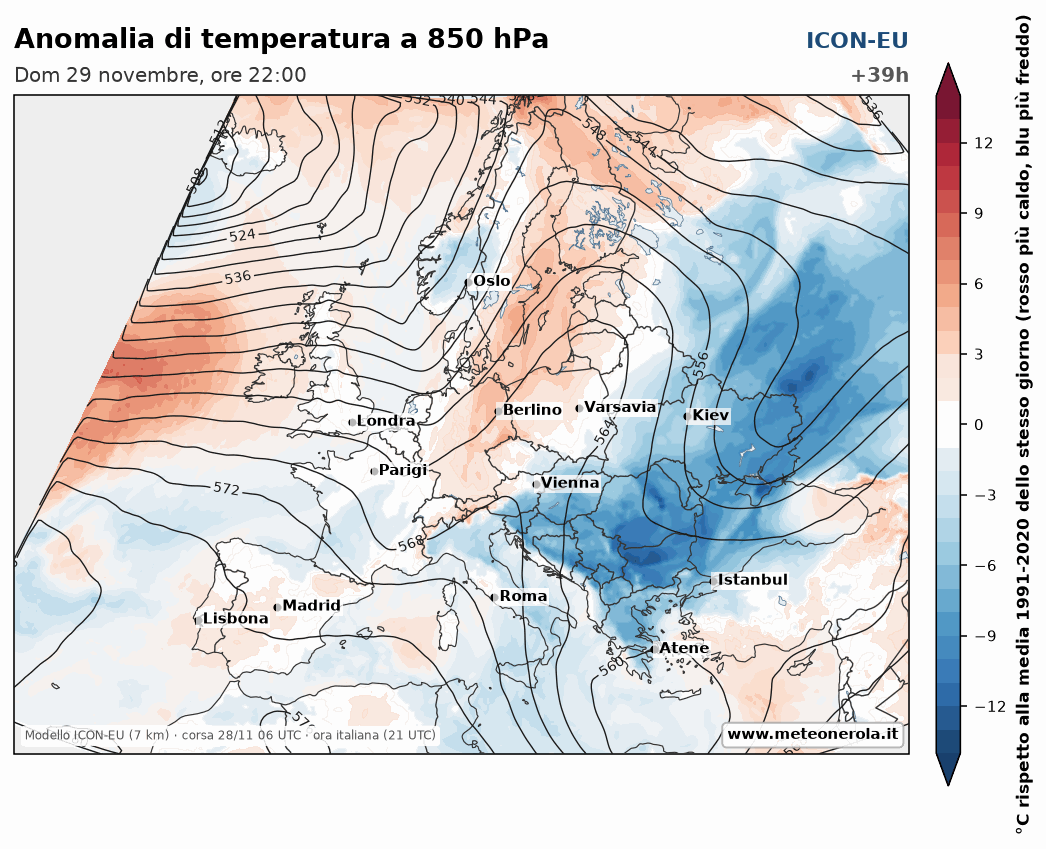 Anomalia di temperatura a 850 hPa
ICON-EU
Dom 29 novembre, ore 22:00
+39h
532 540 544
536
548
544
512
508
524
536
Oslo
556
Berlino
Varsavia
Kiev
Londra
564
Parigi
Vienna
572
568
Istanbul
Roma
Madrid
Lisbona
Atene
560
Modello ICON-EU (7 km) · corsa 28/11 06 UTC · ora italiana (21 UTC)
www.meteonerola.it
12
9
6
3
0
−3
−6
−9
−12
°C rispetto alla media 1991-2020 dello stesso giorno (rosso più caldo, blu più freddo)